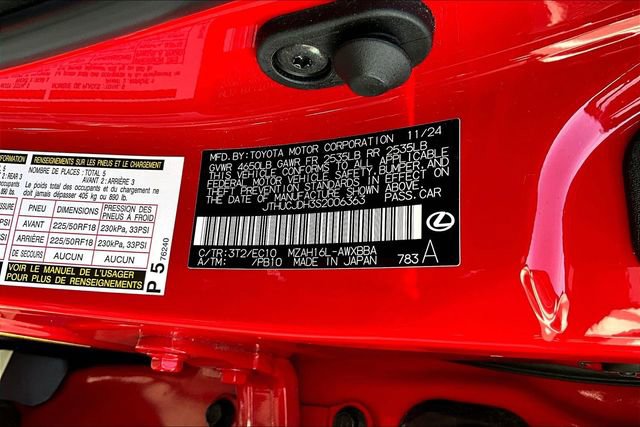 RENSEIGNEMENTS SUR LES PNEUS ET LE CHARGEMENT
NOMBRE DE PLACES : TOTAL 5
AVANT 2 : ARRIÈRE 3
Le poids total des occupants et du chargement ne
doit jamais dépasser 405 kg ou 890 lb.
PNEU DIMENSIONS PRESSION DES PNEUS À FROID
AVANT 225/50RF18 230kPa, 33PSI
ARRIÈRE 225/50RF18 230kPa, 33PSI
DE SECOURS AUCUN AUCUN
VOIR LE MANUEL DE L'USAGER
POUR PLUS DE RENSEIGNEMENTS
P 5 76240
MFD. BY: TOYOTA MOTOR CORPORATION 11/24
GVWR 4650LB GAWR FR 2535LB RR 2535LB
THIS VEHICLE CONFORMS TO ALL APPLICABLE
FEDERAL MOTOR VEHICLE SAFETY, BUMPER, AND
THEFT PREVENTION STANDARDS IN EFFECT ON THE
DATE OF MANUFACTURE SHOWN ABOVE.
JTHUCJDH3S2006363 PASS.CAR
C/TR: 3T2/EC10 MZAH16L-AWXBBA
A/TM: -/PB10 MADE IN JAPAN 783 A